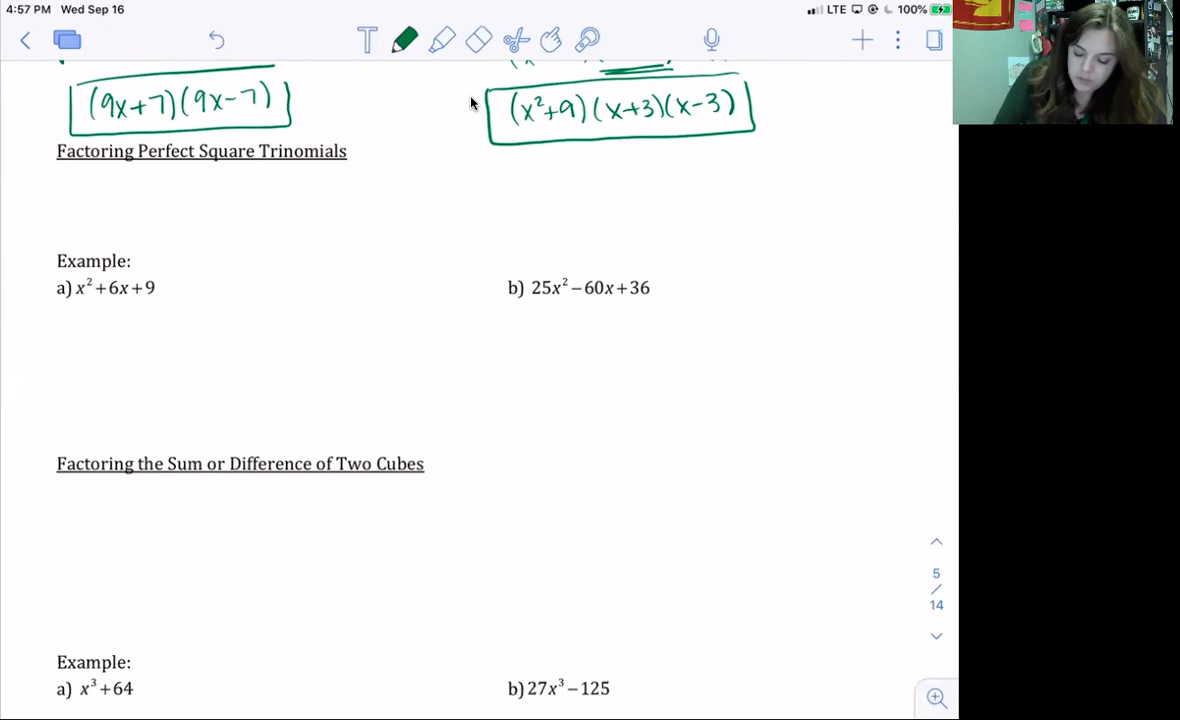 4:57 PM Wed Sep 16
LTE 100%
(9x+7)(9x-7)
(x²+9)(x+3)(x-3)
Factoring Perfect Square Trinomials
Example:
a) x² + 6x + 9
b) 25x² − 60x + 36
Factoring the Sum or Difference of Two Cubes
5
/
14
Example:
a) x³ + 64
b) 27x³ − 125